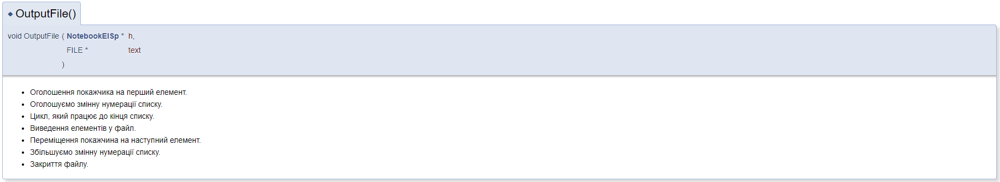 OutputFile()
void OutputFile ( NotebookElSp * h,
FILE * text
)
Оголошення покажчика на перший елемент.
Оголошуємо змінну нумерації списку.
Цикл, який працює до кінця списку.
Виведення елементів у файл.
Переміщення покажчина на наступний елемент.
Збільшуємо змінну нумерації списку.
Закриття файлу.